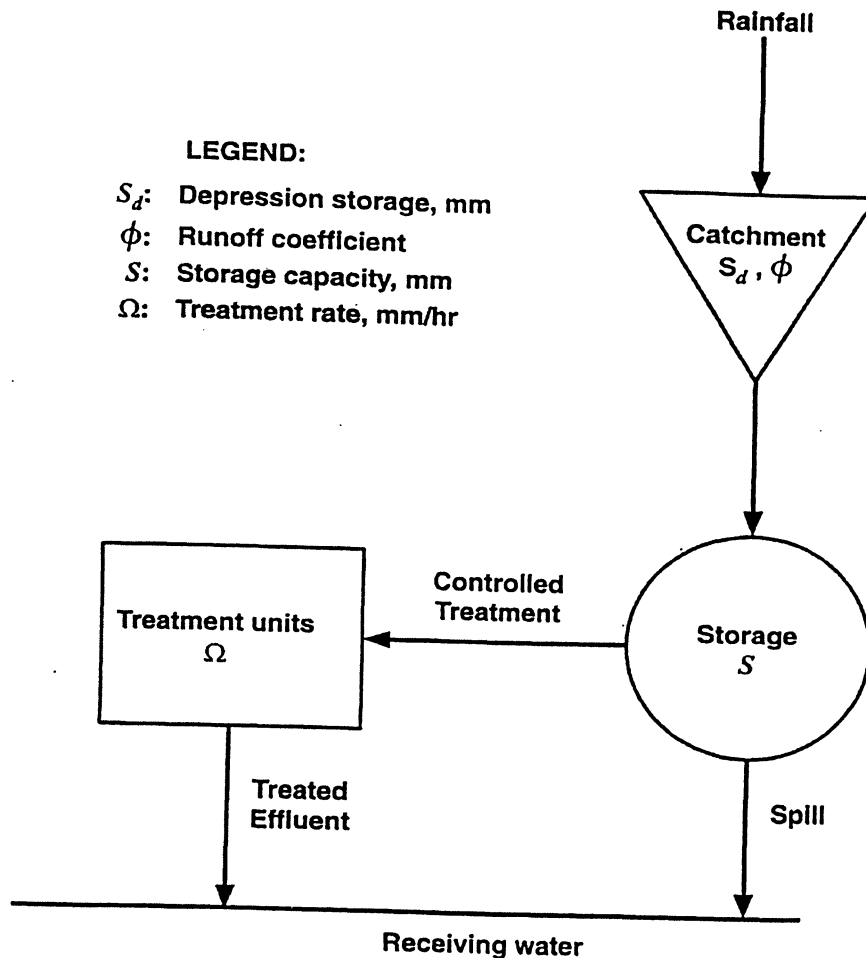 Rainfall
LEGEND:
S_d: Depression storage, mm
ϕ: Runoff coefficient
S: Storage capacity, mm
Ω: Treatment rate, mm/hr
Catchment
S_d , ϕ
Controlled
Treatment
Treatment units
Ω
Storage
S
Treated
Effluent
Spill
Receiving water